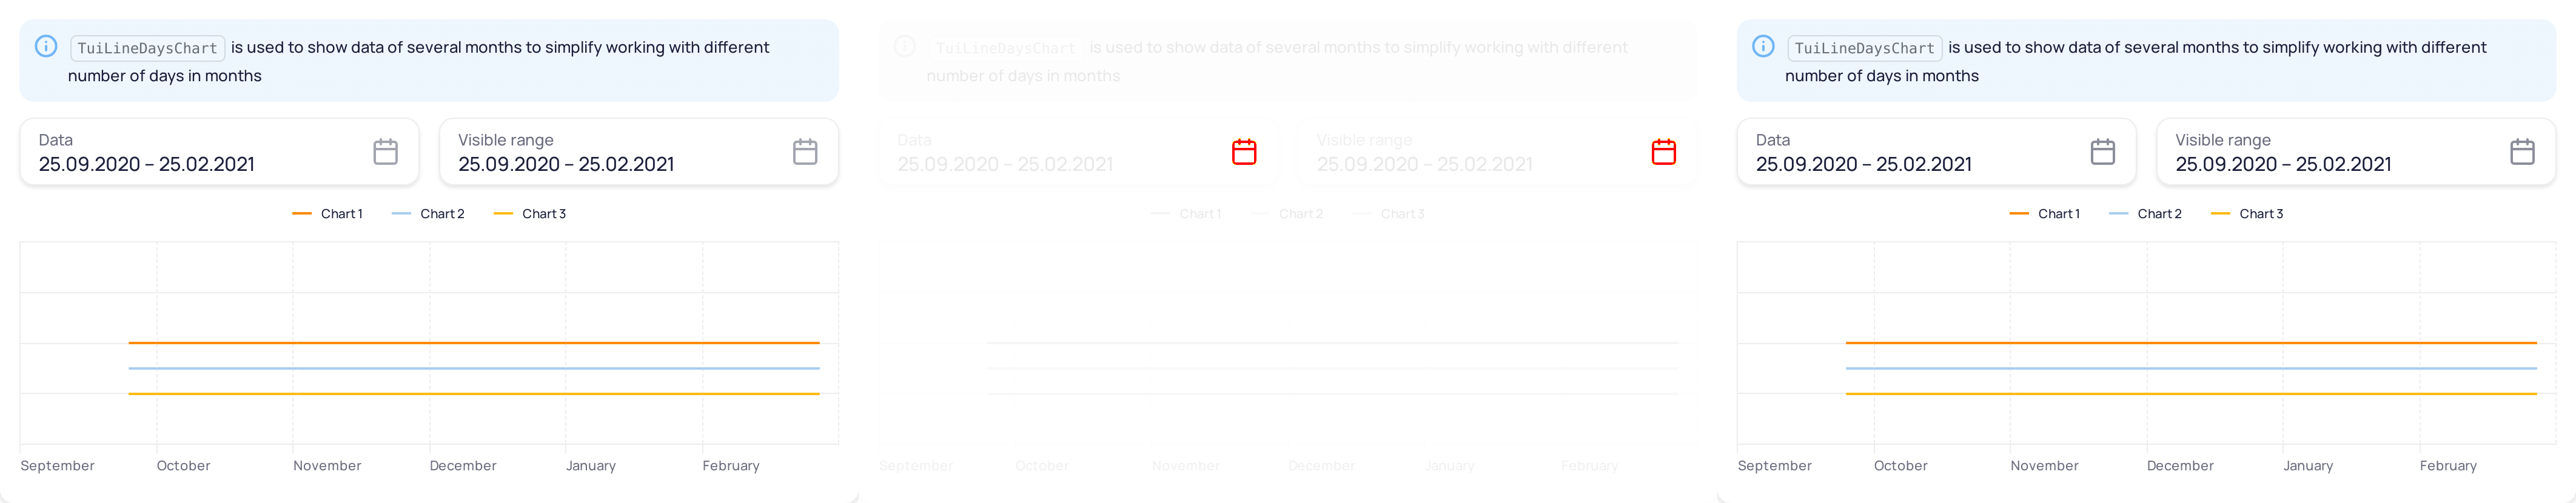 TuiLineDaysChart is used to show data of several months to simplify working with different
number of days in months
Data
25.09.2020 – 25.02.2021
Visible range
25.09.2020 – 25.02.2021
Chart 1
Chart 2
Chart 3
September
October
November
December
January
February
TuiLineDaysChart is used to show data of several months to simplify working with different
number of days in months
Data
25.09.2020 – 25.02.2021
Visible range
25.09.2020 – 25.02.2021
Chart 1
Chart 2
Chart 3
September
October
November
December
January
February
TuiLineDaysChart is used to show data of several months to simplify working with different
number of days in months
Data
25.09.2020 – 25.02.2021
Visible range
25.09.2020 – 25.02.2021
Chart 1
Chart 2
Chart 3
September
October
November
December
January
February